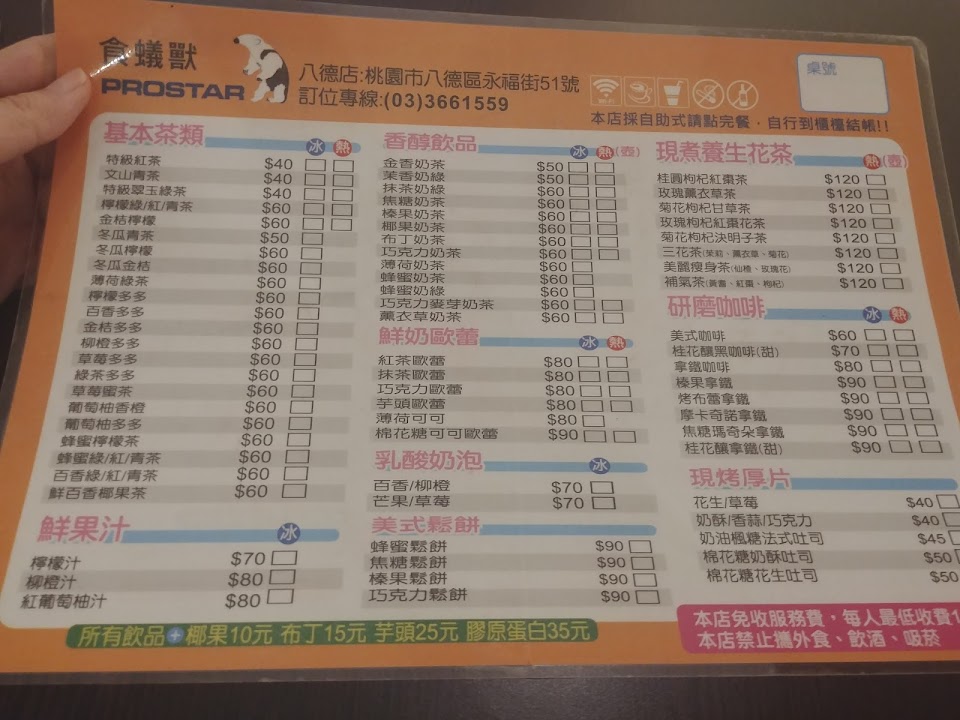 食蟻獸
PROSTAR
八德店:桃園市八德區永福街51號
訂位專線:(03)3661559
桌號
本店採自助式請點完餐,自行到櫃檯結帳!!
基本茶類 冰 熱
特級紅茶 $40
文山青茶 $40
特級翠玉綠茶 $40
檸檬綠/紅/青茶 $60
金桔檸檬 $60
冬瓜青茶 $50
冬瓜檸檬 $60
冬瓜金桔 $60
薄荷綠茶 $60
檸檬多多 $60
百香多多 $60
金桔多多 $60
柳橙多多 $60
草莓多多 $60
綠茶多多 $60
草莓蜜茶 $60
葡萄柚香橙 $60
葡萄柚多多 $60
蜂蜜檸檬茶 $60
蜂蜜綠/紅/青茶 $60
百香綠/紅/青茶 $60
鮮百香椰果茶 $60
鮮果汁 冰
檸檬汁 $70
柳橙汁 $80
紅葡萄柚汁 $80
香醇飲品 冰 熱(壺)
金香奶茶 $50
茉香奶綠 $50
抹茶奶綠 $60
焦糖奶茶 $60
榛果奶茶 $60
椰果奶茶 $60
布丁奶茶 $60
巧克力奶茶 $60
薄荷奶茶 $60
蜂蜜奶茶 $60
蜂蜜奶綠 $60
巧克力麥芽奶茶 $60
薰衣草奶茶 $60
鮮奶歐蕾 冰 熱
紅茶歐蕾 $80
抹茶歐蕾 $80
巧克力歐蕾 $80
芋頭歐蕾 $80
薄荷可可 $80
棉花糖可可歐蕾 $90
乳酸奶泡 冰
百香/柳橙 $70
芒果/草莓 $70
美式鬆餅
蜂蜜鬆餅 $90
焦糖鬆餅 $90
榛果鬆餅 $90
巧克力鬆餅 $90
現煮養生花茶 熱(壺)
桂圓枸杞紅棗茶 $120
玫瑰薰衣草茶 $120
菊花枸杞甘草茶 $120
玫瑰枸杞紅棗花茶 $120
菊花枸杞決明子茶 $120
三花茶(茉莉、薰衣草、菊花) $120
美麗瘦身茶(仙楂、玫瑰花) $120
補氣茶(黃耆、紅棗、枸杞) $120
研磨咖啡 冰 熱
美式咖啡 $60
桂花釀黑咖啡(甜) $70
拿鐵咖啡 $80
榛果拿鐵 $90
烤布蕾拿鐵 $90
摩卡奇諾拿鐵 $90
焦糖瑪奇朵拿鐵 $90
桂花釀拿鐵(甜) $90
現烤厚片
花生/草莓 $40
奶酥/香蒜/巧克力 $40
奶油楓糖法式吐司 $45
棉花糖奶酥吐司 $50
棉花糖花生吐司 $50
所有飲品+椰果10元 布丁15元 芋頭25元 膠原蛋白35元
本店免收服務費,每人最低收費1
本店禁止攜外食、飲酒、吸菸